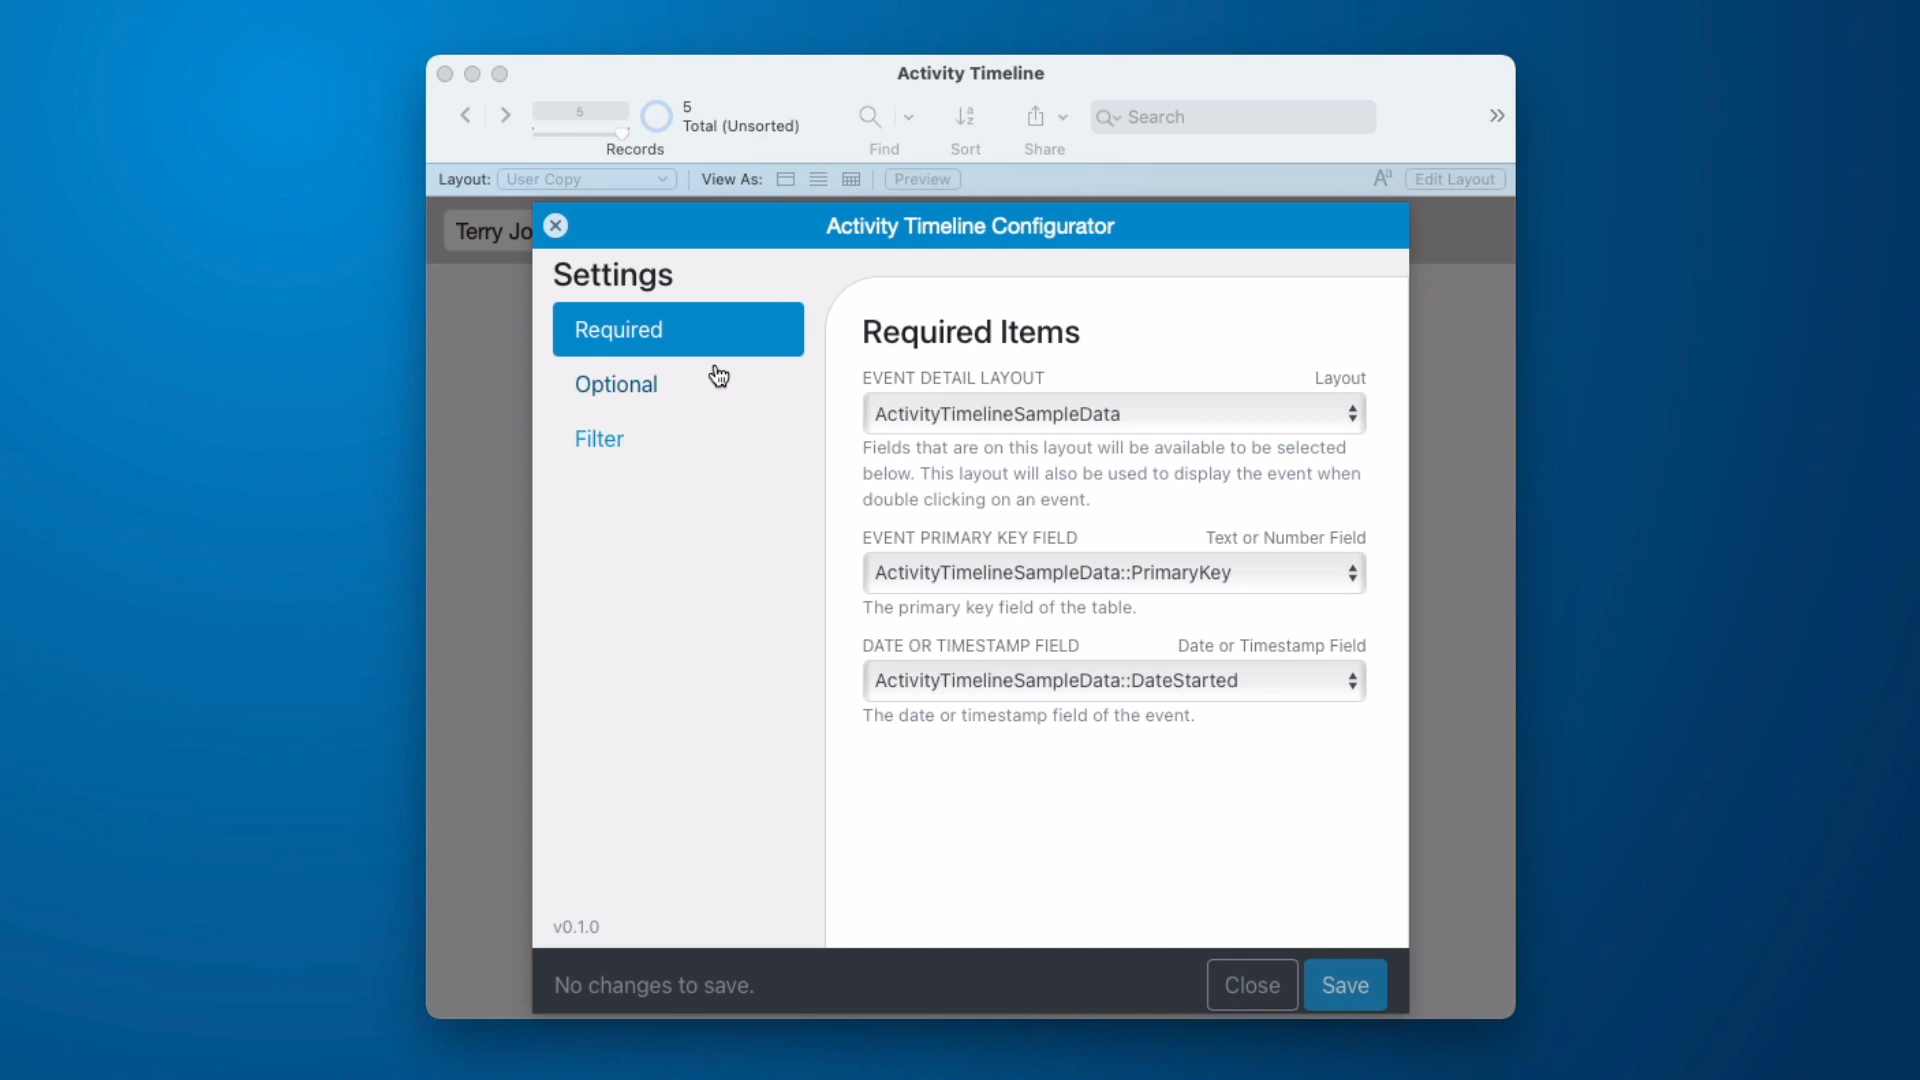 Activity Timeline
5
5
Total (Unsorted)
Records
Find
Sort
Share
Search
Layout:
User Copy
View As:
Preview
Aa
Edit Layout
Terry Jo
Activity Timeline Configurator
Settings
Required
Optional
Filter
v0.1.0
Required Items
EVENT DETAIL LAYOUT Layout
ActivityTimelineSampleData
Fields that are on this layout will be available to be selected
below. This layout will also be used to display the event when
double clicking on an event.
EVENT PRIMARY KEY FIELD Text or Number Field
ActivityTimelineSampleData::PrimaryKey
The primary key field of the table.
DATE OR TIMESTAMP FIELD Date or Timestamp Field
ActivityTimelineSampleData::DateStarted
The date or timestamp field of the event.
No changes to save.
Close
Save